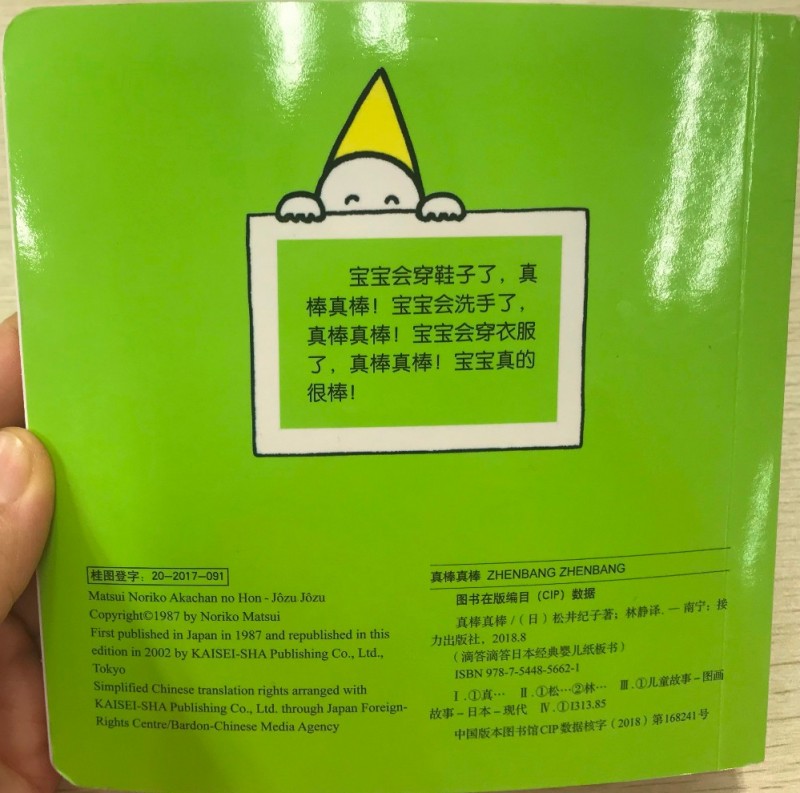 宝宝会穿鞋子了，真
棒真棒！宝宝会洗手了，
真棒真棒！宝宝会穿衣服
了，真棒真棒！宝宝真的
很棒！
桂图登字：20—2017—091
Matsui Noriko Akachan no Hon - Jôzu Jôzu
Copyright©1987 by Noriko Matsui
First published in Japan in 1987 and republished in this
edition in 2002 by KAISEI-SHA Publishing Co., Ltd.,
Tokyo
Simplified Chinese translation rights arranged with
KAISEI-SHA Publishing Co., Ltd. through Japan Foreign-
Rights Centre/Bardon-Chinese Media Agency
真棒真棒 ZHENBANG ZHENBANG
图书在版编目（CIP）数据
真棒真棒 /（日）松井纪子著；林静译. — 南宁：接
力出版社，2018.8
（滴答滴答日本经典婴儿纸板书）
ISBN 978-7-5448-5662-1
Ⅰ.①真… Ⅱ.①松…②林… Ⅲ.①儿童故事－图画
故事－日本－现代 Ⅳ.①I313.85
中国版本图书馆CIP数据核字（2018）第168241号